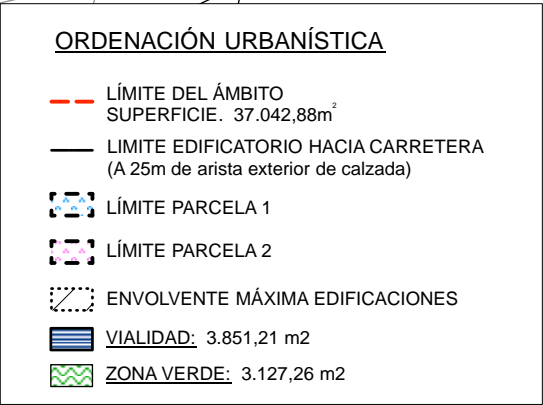 ORDENACIÓN URBANÍSTICA
LÍMITE DEL ÁMBITO
SUPERFICIE. 37.042,88m²
LIMITE EDIFICATORIO HACIA CARRETERA
(A 25m de arista exterior de calzada)
LÍMITE PARCELA 1
LÍMITE PARCELA 2
ENVOLVENTE MÁXIMA EDIFICACIONES
VIALIDAD: 3.851,21 m2
ZONA VERDE: 3.127,26 m2